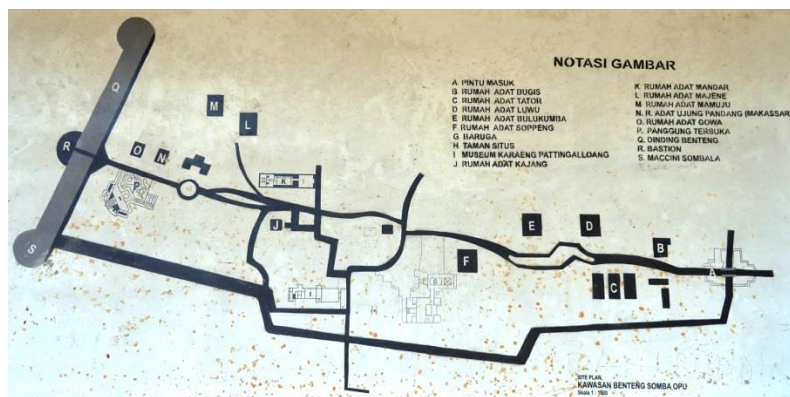 NOTASI GAMBAR
A. PINTU MASUK
B. RUMAH ADAT BUGIS
C. RUMAH ADAT TATOR
D. RUMAH ADAT LUWU
E. RUMAH ADAT BULUKUMBA
F. RUMAH ADAT SOPPENG
G. BARUGA
H. TAMAN SITUS
I. MUSEUM KARAENG PATTINGALLOANG
J. RUMAH ADAT KAJANG
K. RUMAH ADAT MANDAR
L. RUMAH ADAT MAJENE
M. RUMAH ADAT MAMUJU
N. R. ADAT UJUNG PANDANG (MAKASSAR
O. RUMAH ADAT GOWA
P. PANGGUNG TERBUKA
Q. DINDING BENTENG
R. BASTION
S. MACCINI SOMBALA
Q
M
L
R
O
N
P
K
J
S
I
F
G
E
D
B
C
A
SITE PLAN
KAWASAN BENTENG SOMBA OPU